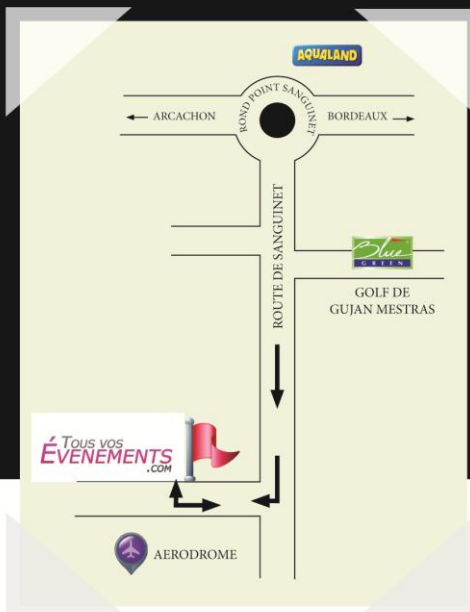 AQUALAND
ROND POINT SANGUINET
ARCACHON
BORDEAUX
ROUTE DE SANGUINET
Blue
GREEN
GOLF DE
GUJAN MESTRAS
Tous vos
ÉVENEMENTS
.COM
AERODROME